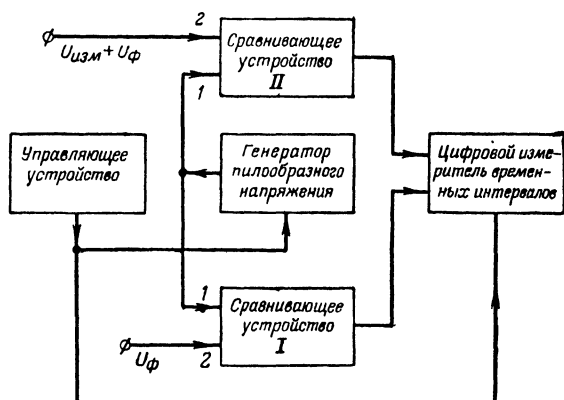 2
Uизм + Uф
1
Сравнивающее
устройство
II
Управляющее
устройство
Генератор
пилообразного
напряжения
Цифровой изме-
ритель времен-
ных интервалов
1
Uф
2
Сравнивающее
устройство
I